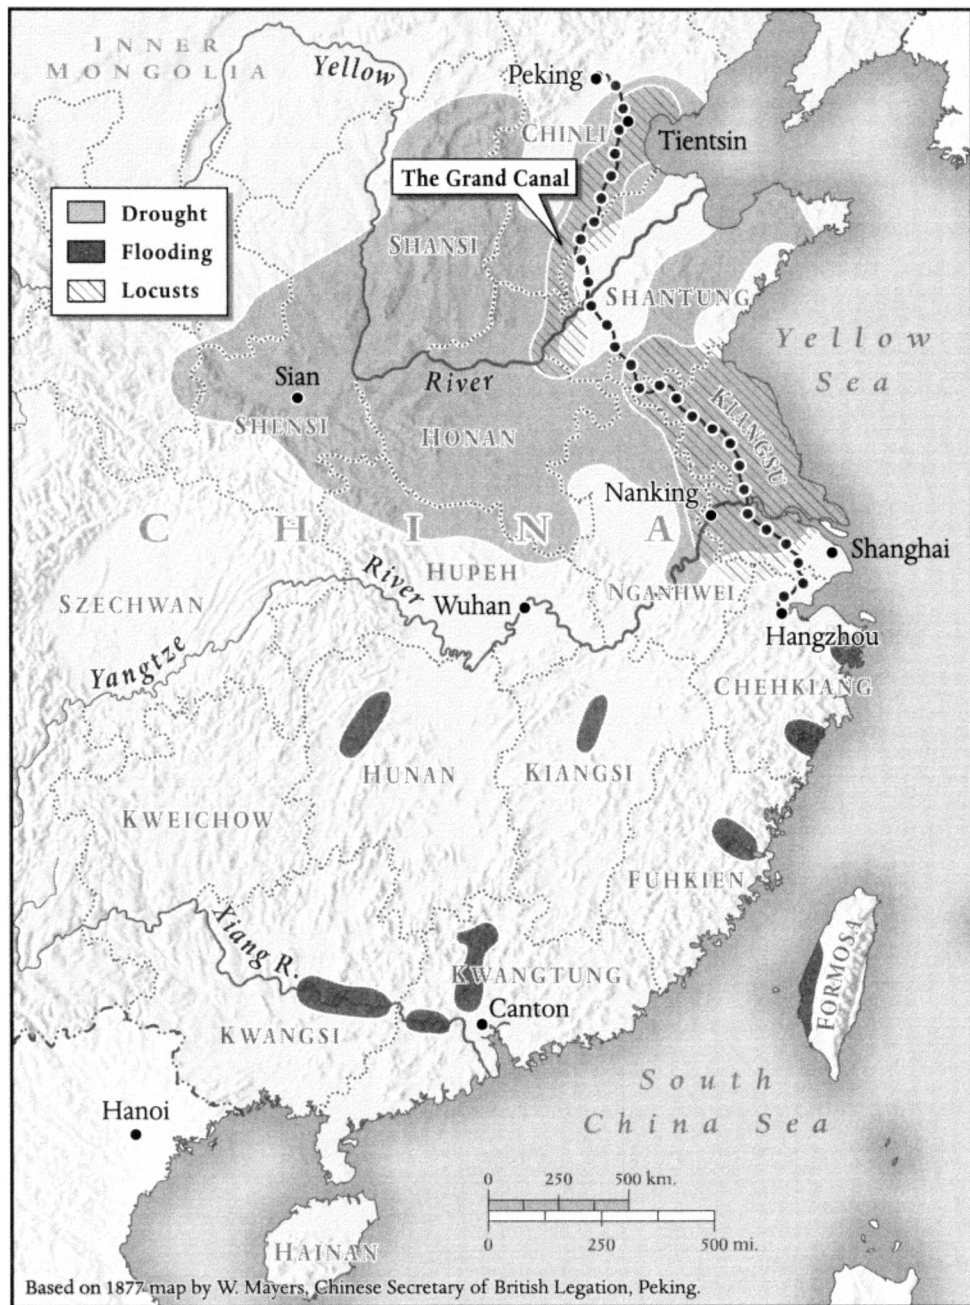 INNER
MONGOLIA
Yellow
Peking
CHINLI
Tientsin
The Grand Canal
Drought
Flooding
Locusts
SHANSI
SHANTUNG
Yellow
Sea
River
Sian
SHENSI
HONAN
KIANGSU
Nanking
CHINA
Shanghai
HUPEH
River
NGANHWEI
SZECHWAN
Wuhan
Hangzhou
Yangtze
CHEHKIANG
HUNAN
KIANGSI
KWEICHOW
FUHKIEN
Xiang R.
KWANGTUNG
FORMOSA
Canton
KWANGSI
South
China Sea
Hanoi
0 250 500 km.
0 250 500 mi.
HAINAN
Based on 1877 map by W. Mayers, Chinese Secretary of British Legation, Peking.